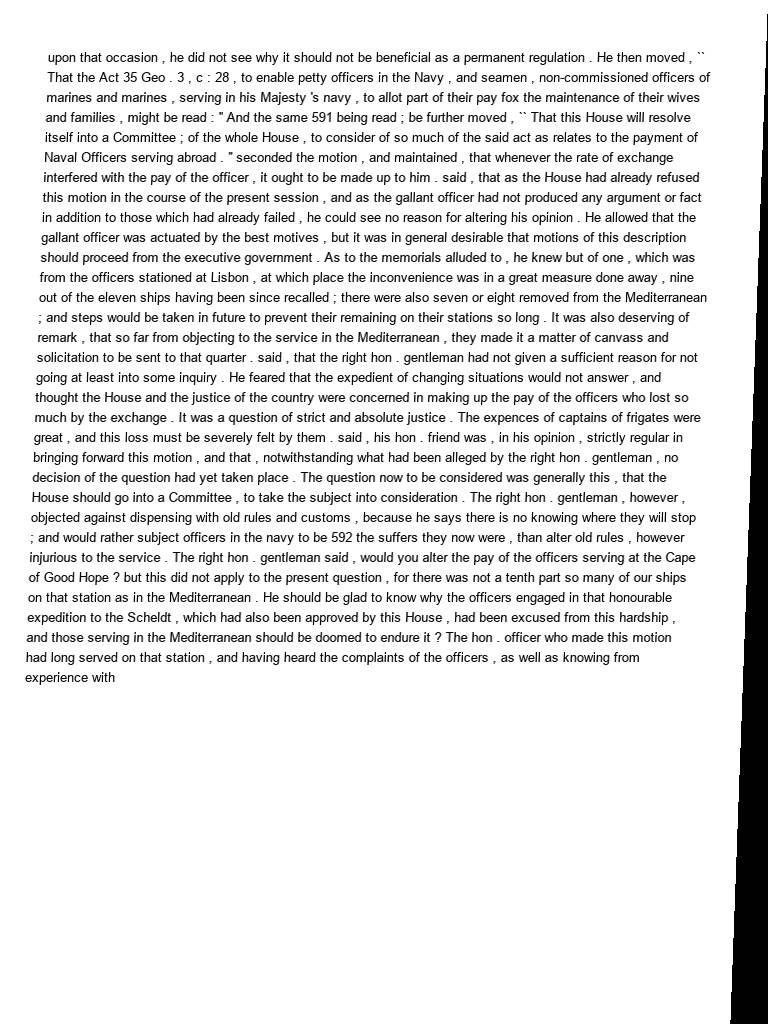 upon that occasion , he did not see why it should not be beneficial as a permanent regulation . He then moved , ``
That the Act 35 Geo . 3 , c : 28 , to enable petty officers in the Navy , and seamen , non-commissioned officers of
marines and marines , serving in his Majesty 's navy , to allot part of their pay fox the maintenance of their wives
and families , might be read : '' And the same 591 being read ; be further moved , `` That this House will resolve
itself into a Committee ; of the whole House , to consider of so much of the said act as relates to the payment of
Naval Officers serving abroad . '' seconded the motion , and maintained , that whenever the rate of exchange
interfered with the pay of the officer , it ought to be made up to him . said , that as the House had already refused
this motion in the course of the present session , and as the gallant officer had not produced any argument or fact
in addition to those which had already failed , he could see no reason for altering his opinion . He allowed that the
gallant officer was actuated by the best motives , but it was in general desirable that motions of this description
should proceed from the executive government . As to the memorials alluded to , he knew but of one , which was
from the officers stationed at Lisbon , at which place the inconvenience was in a great measure done away , nine
out of the eleven ships having been since recalled ; there were also seven or eight removed from the Mediterranean
; and steps would be taken in future to prevent their remaining on their stations so long . It was also deserving of
remark , that so far from objecting to the service in the Mediterranean , they made it a matter of canvass and
solicitation to be sent to that quarter . said , that the right hon . gentleman had not given a sufficient reason for not
going at least into some inquiry . He feared that the expedient of changing situations would not answer , and
thought the House and the justice of the country were concerned in making up the pay of the officers who lost so
much by the exchange . It was a question of strict and absolute justice . The expences of captains of frigates were
great , and this loss must be severely felt by them . said , his hon . friend was , in his opinion , strictly regular in
bringing forward this motion , and that , notwithstanding what had been alleged by the right hon . gentleman , no
decision of the question had yet taken place . The question now to be considered was generally this , that the
House should go into a Committee , to take the subject into consideration . The right hon . gentleman , however ,
objected against dispensing with old rules and customs , because he says there is no knowing where they will stop
; and would rather subject officers in the navy to be 592 the suffers they now were , than alter old rules , however
injurious to the service . The right hon . gentleman said , would you alter the pay of the officers serving at the Cape
of Good Hope ? but this did not apply to the present question , for there was not a tenth part so many of our ships
on that station as in the Mediterranean . He should be glad to know why the officers engaged in that honourable
expedition to the Scheldt , which had also been approved by this House , had been excused from this hardship ,
and those serving in the Mediterranean should be doomed to endure it ? The hon . officer who made this motion
had long served on that station , and having heard the complaints of the officers , as well as knowing from
experience with